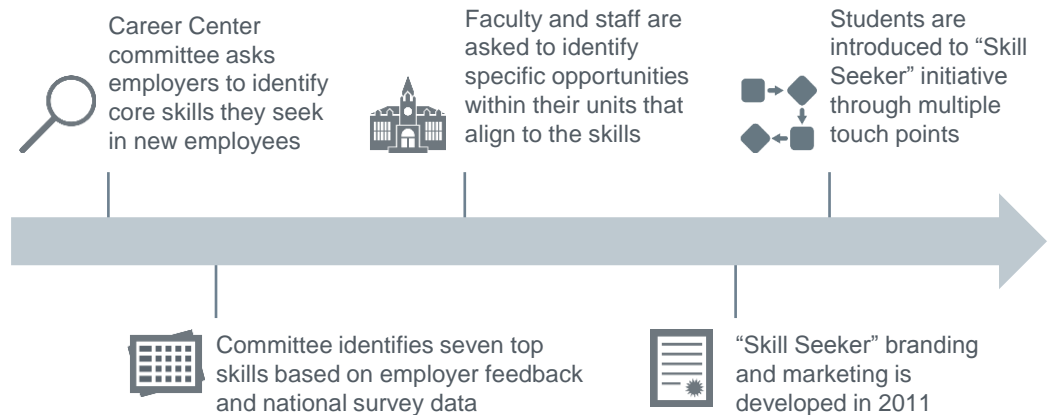 Career Center
committee asks
employers to identify
core skills they seek
in new employees
Faculty and staff are
asked to identify
specific opportunities
within their units that
align to the skills
Students are
introduced to “Skill
Seeker” initiative
through multiple
touch points
Committee identifies seven top
skills based on employer feedback
and national survey data
“Skill Seeker” branding
and marketing is
developed in 2011